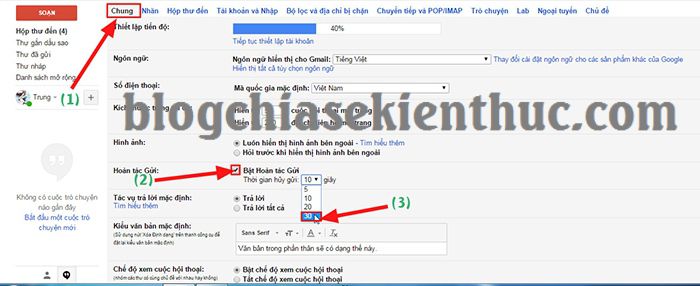 SOẠN
Chung Nhãn Hộp thư đến Tài khoản và Nhập Bộ lọc và địa chỉ bị chặn Chuyển tiếp và POP/IMAP Trò chuyện Lab Ngoại tuyến Chủ đề
Hộp thư đến (4)
Thư gắn dấu sao
Thư đã gửi
Thư nháp
Danh sách mở rộng
Trung
(1)
Không có cuộc trò chuyện nào gần đây
Bắt đầu một cuộc trò chuyện mới
Thiết lập tiến độ: 40%
Tiếp tục thiết lập tài khoản
Ngôn ngữ: Ngôn ngữ hiển thị cho Gmail: Tiếng Việt Thay đổi cài đặt ngôn ngữ cho các sản phẩm khác của Google
Hiển thị tất cả tùy chọn ngôn ngữ
Số điện thoại: Mã quốc gia mặc định: Việt Nam
blogchiasekienthuc.com
Hình ảnh: Luôn hiển thị hình ảnh bên ngoài - Tìm hiểu thêm
Hỏi trước khi hiển thị hình ảnh bên ngoài
Hoàn tác Gửi: Bật Hoàn tác Gửi
(2)
Thời gian hủy gửi: 10 giây
5
10
20
30
(3)
Tác vụ trả lời mặc định: Trả lời
Tìm hiểu thêm Trả lời tất cả
Kiểu văn bản mặc định: Sans Serif
(Sử dụng nút 'Xóa Định dạng' trên thanh công cụ để đặt lại kiểu văn bản mặc định)
Văn bản trong phần thân sẽ có dạng thế này.
Chế độ xem cuộc hội thoại: Bật chế độ xem cuộc hội thoại
Tắt chế độ xem cuộc hội thoại